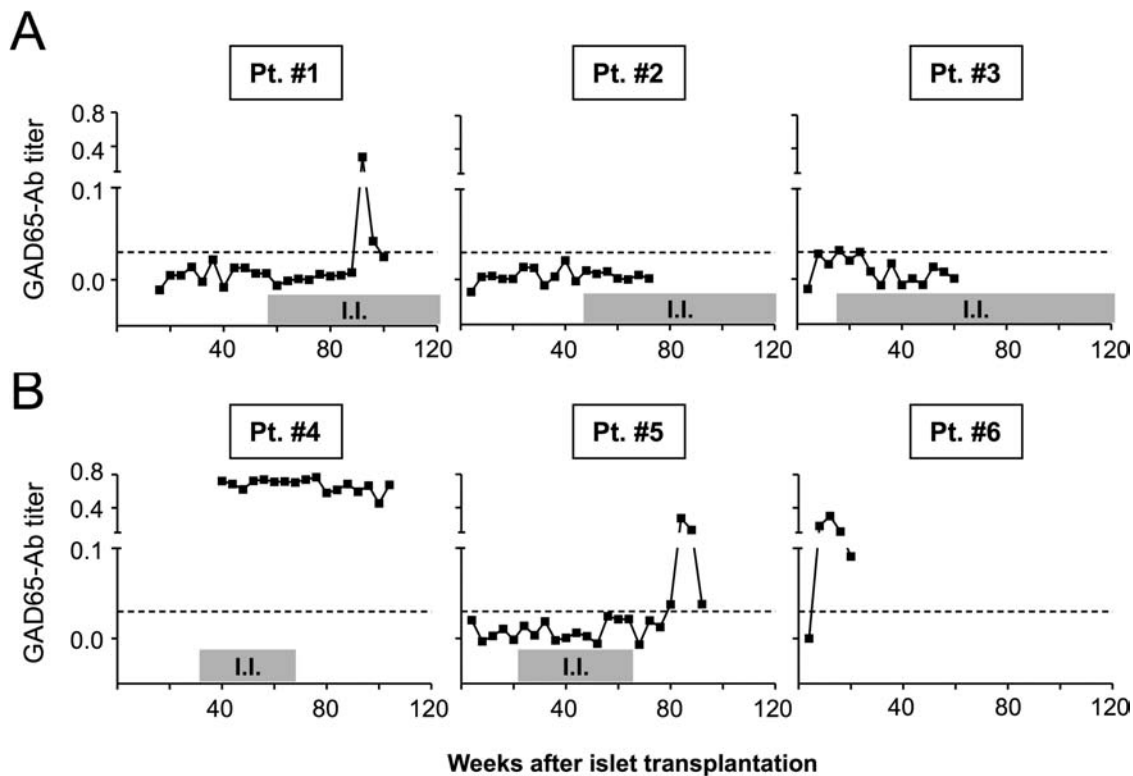 A
Pt. #1 Pt. #2 Pt. #3
GAD65-Ab titer
0.8
0.4
0.1
0.0
I.I. I.I. I.I.
40 80 120 40 80 120 40 80 120
B
Pt. #4 Pt. #5 Pt. #6
GAD65-Ab titer
0.8
0.4
0.1
0.0
I.I. I.I.
40 80 120 40 80 120 40 80 120
Weeks after islet transplantation